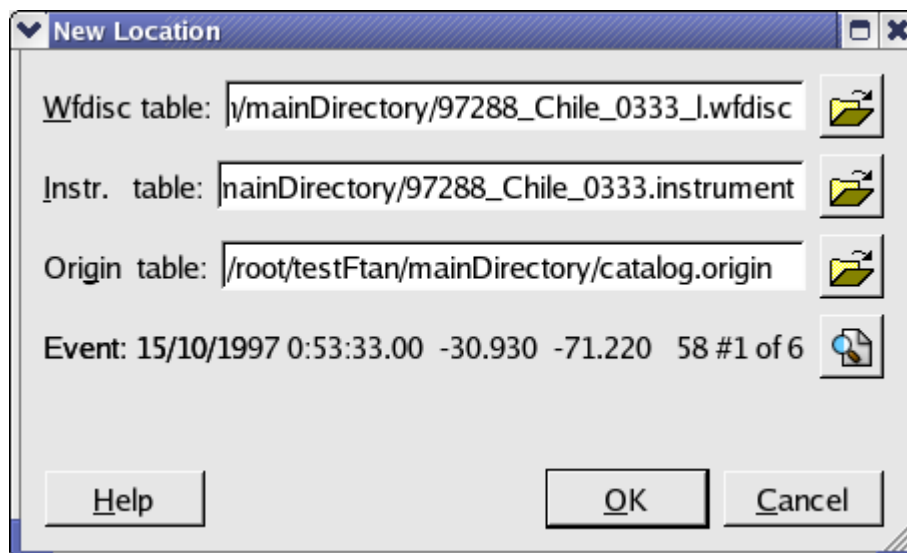 New Location
Wfdisc table: /mainDirectory/97288_Chile_0333_l.wfdisc
Instr. table: mainDirectory/97288_Chile_0333.instrument
Origin table: /root/testFtan/mainDirectory/catalog.origin
Event: 15/10/1997 0:53:33.00 -30.930 -71.220 58 #1 of 6
Help OK Cancel